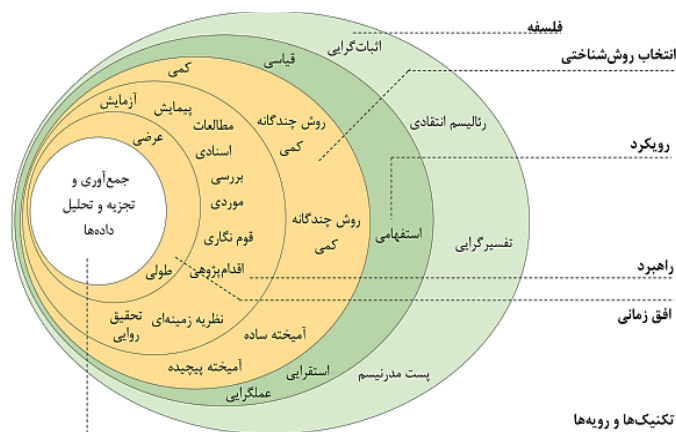 فلسفه
انتخاب روش‌شناختی
رویکرد
راهبرد
افق زمانی
تکنیک‌ها و رویه‌ها
اثبات‌گرایی
رئالیسم انتقادی
تفسیرگرایی
پست مدرنیسم
عملگرایی
قیاسی
استفهامی
استقرایی
کمی
روش چندگانه
کمی
روش چندگانه
کمی
آمیخته ساده
آمیخته پیچیده
آزمایش
پیمایش
مطالعات
اسنادی
بررسی
موردی
قوم نگاری
اقدام‌پژوهی
نظریه زمینه‌ای
تحقیق
روایی
عرضی
طولی
جمع‌آوری و
تجزیه و تحلیل
داده‌ها